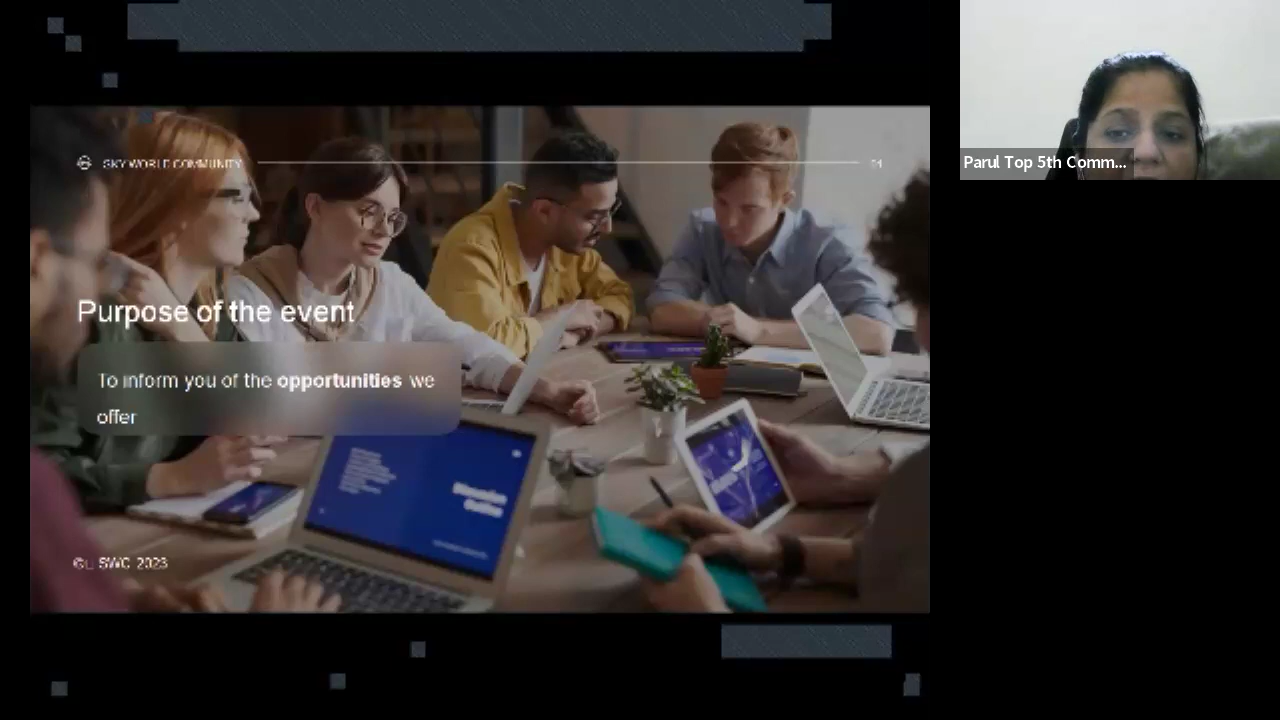 SKY WORLD COMMUNITY
04
Purpose of the event
To inform you of the opportunities we
offer
SWC 2023
Parul Top 5th Comm...